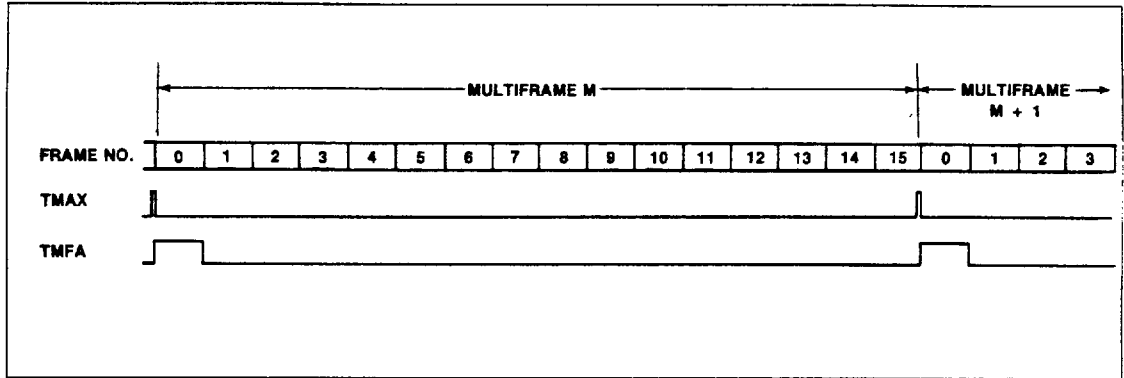 MULTIFRAME M
MULTIFRAME
M + 1
FRAME NO. 0 1 2 3 4 5 6 7 8 9 10 11 12 13 14 15 0 1 2 3
TMAX
TMFA